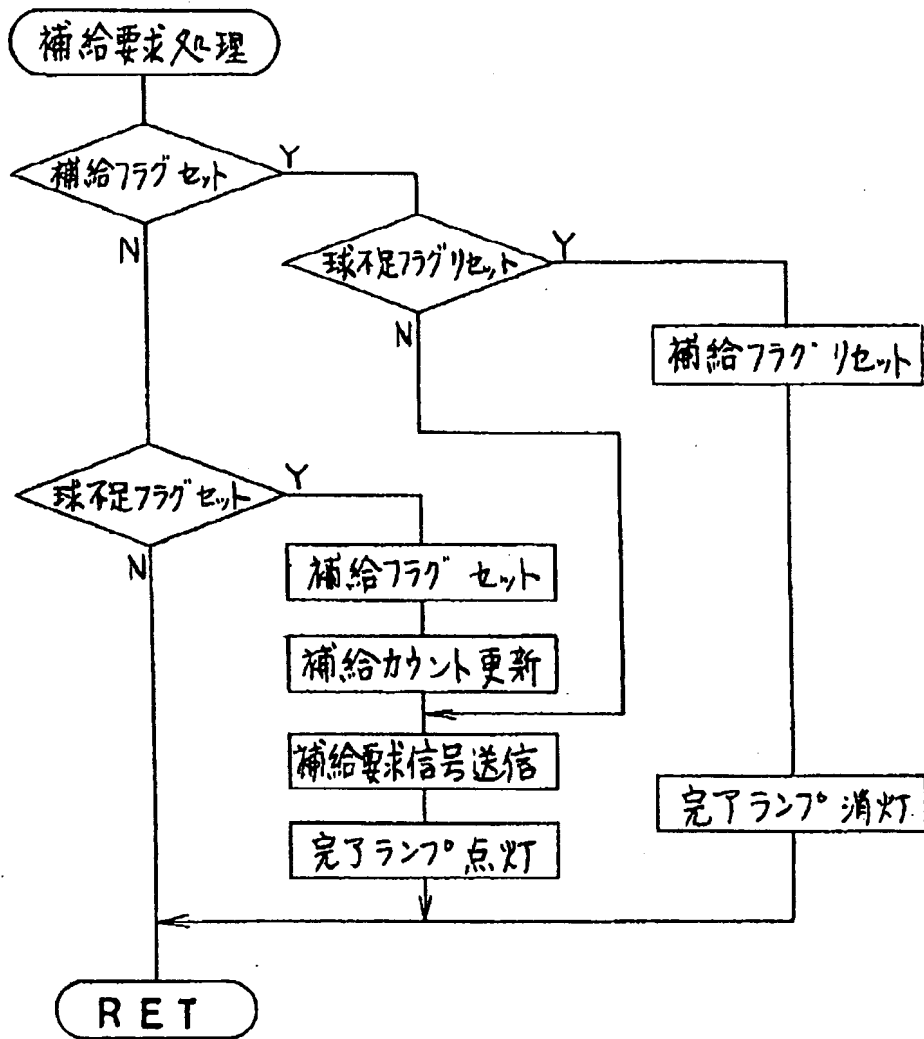 補給要求処理
補給フラグセット
Y
N
球不足フラグリセット
Y
N
補給フラグリセット
球不足フラグセット
Y
N
補給フラグ セット
補給カウント更新
補給要求信号送信
完了ランプ 消灯
完了ランプ点灯
RET